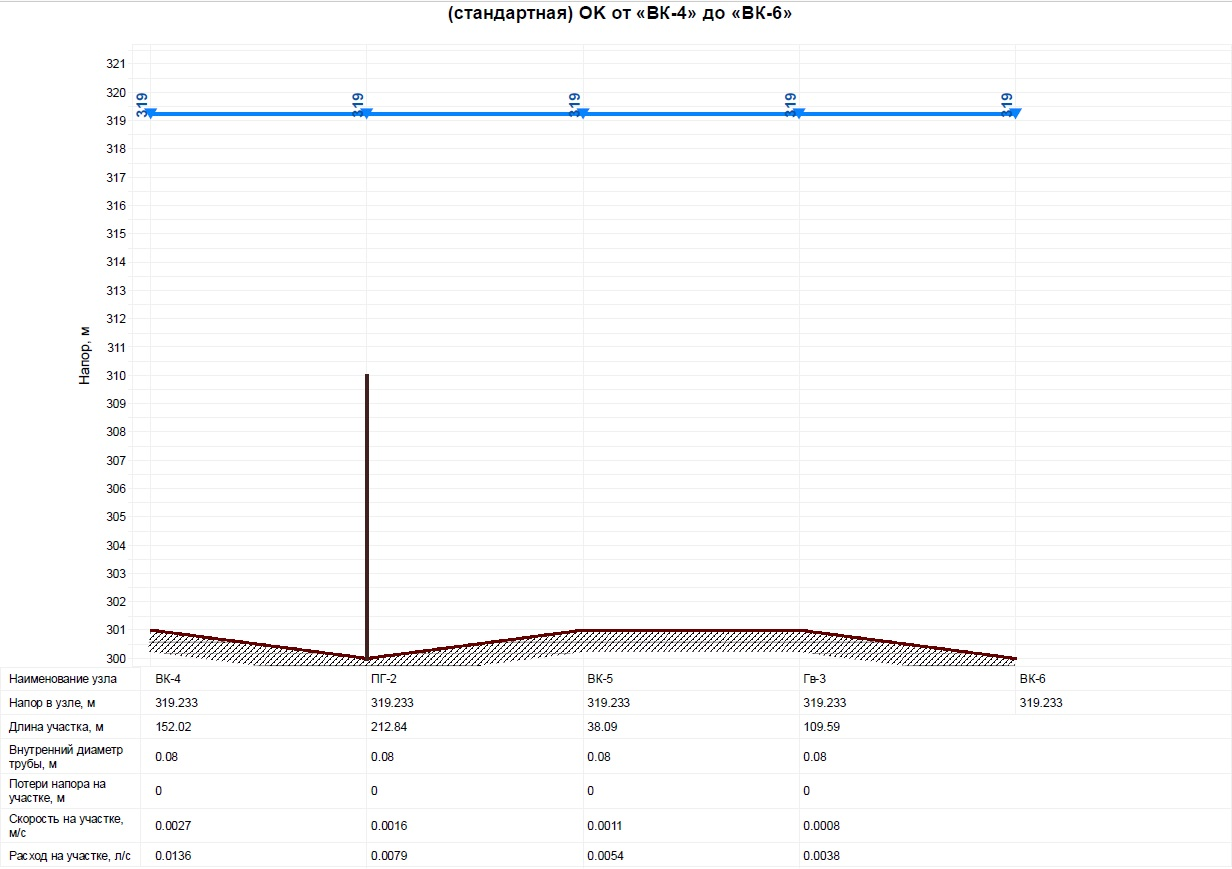 (стандартная) ОК от «ВК-4» до «ВК-6»
321
320
319 319 319 319 319
319
318
317
316
315
314
313
312
311
Напор, м
310
309
308
307
306
305
304
303
302
301
300
Наименование узла ВК-4 ПГ-2 ВК-5 Гв-3 ВК-6
Напор в узле, м 319.233 319.233 319.233 319.233 319.233
Длина участка, м 152.02 212.84 38.09 109.59
Внутренний диаметр
трубы, м 0.08 0.08 0.08 0.08
Потери напора на
участке, м 0 0 0 0
Скорость на участке,
м/с 0.0027 0.0016 0.0011 0.0008
Расход на участке, л/с 0.0136 0.0079 0.0054 0.0038